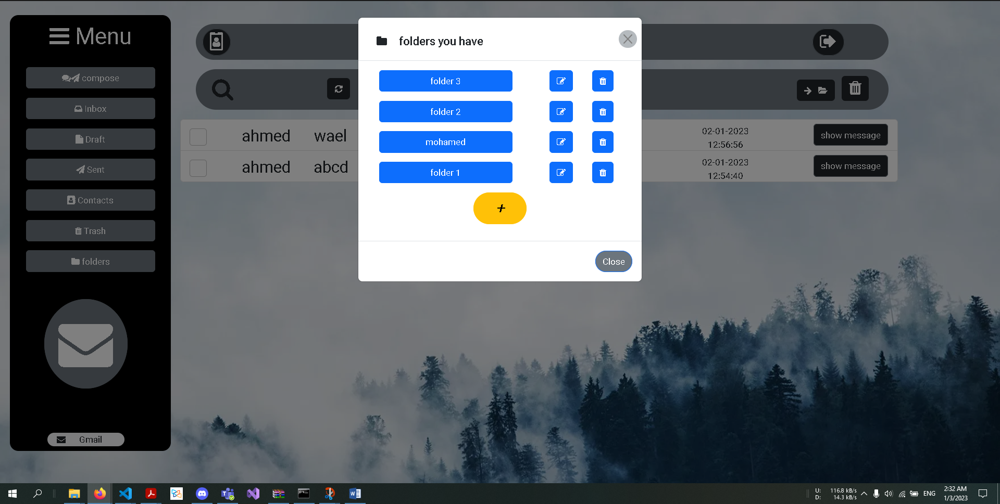 Menu
compose
Inbox
Draft
Sent
Contacts
Trash
folders
Gmail
folders you have
folder 3
folder 2
mohamed
folder 1
+
Close
ahmed wael
02-01-2023
12:56:56
show message
ahmed abcd
02-01-2023
12:54:40
show message
U: 116.8 kB/s
D: 14.3 kB/s
ENG
2:32 AM
1/3/2023